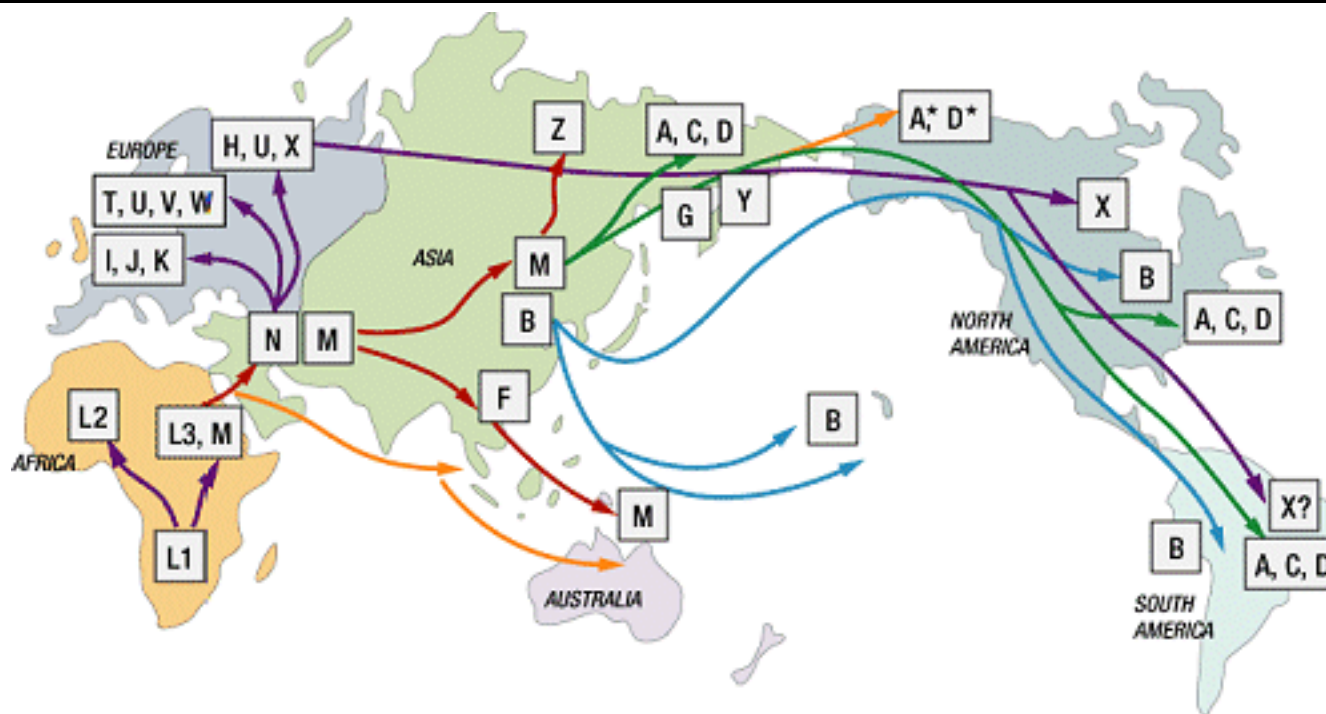 Z
A, C, D
A,* D*
EUROPE
H, U, X
T, U, V, W
G
Y
X
I, J, K
ASIA
M
B
B
N
M
A, C, D
NORTH
AMERICA
F
L2
L3, M
B
AFRICA
M
X?
L1
B
A, C, D
AUSTRALIA
SOUTH
AMERICA